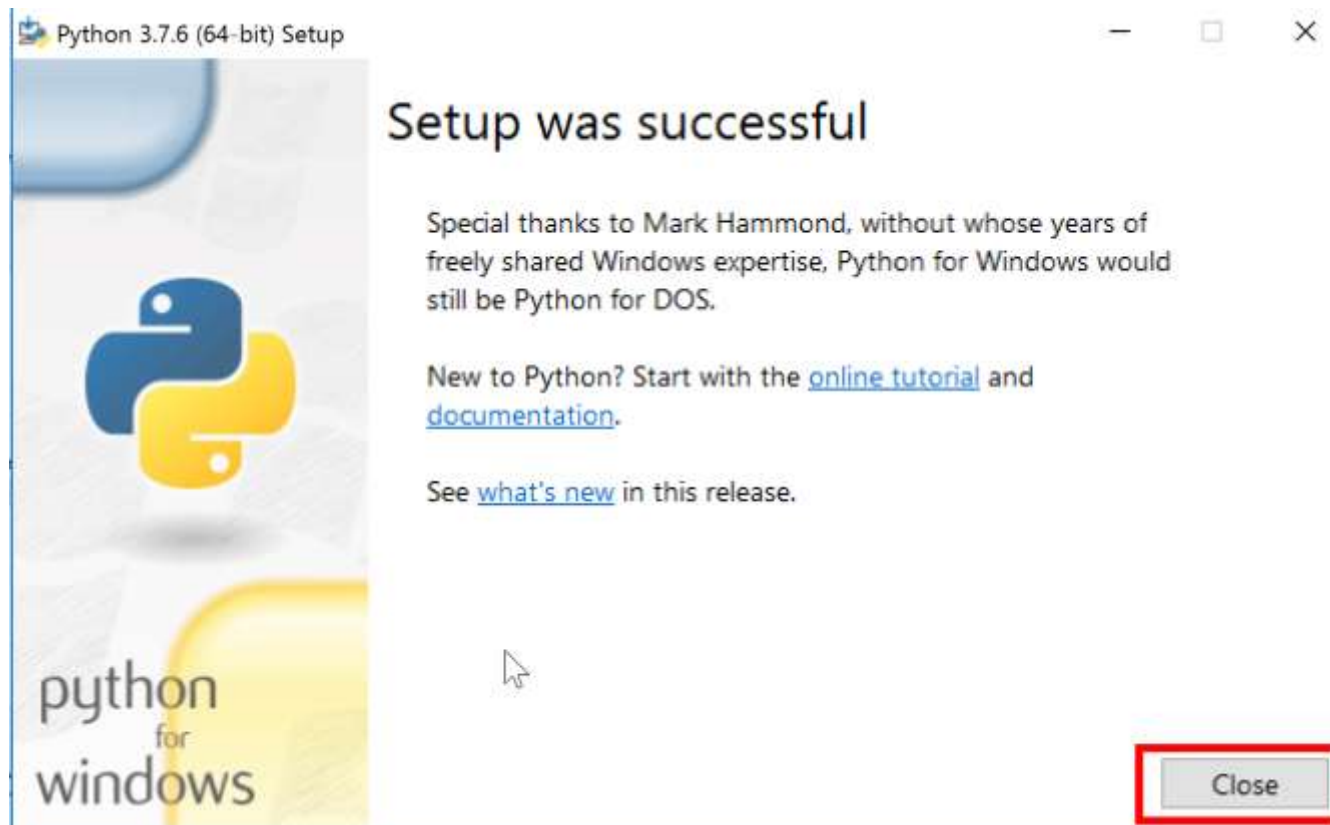 Python 3.7.6 (64-bit) Setup
Setup was successful
Special thanks to Mark Hammond, without whose years of
freely shared Windows expertise, Python for Windows would
still be Python for DOS.
New to Python? Start with the online tutorial and
documentation.
See what's new in this release.
python
for
windows
Close